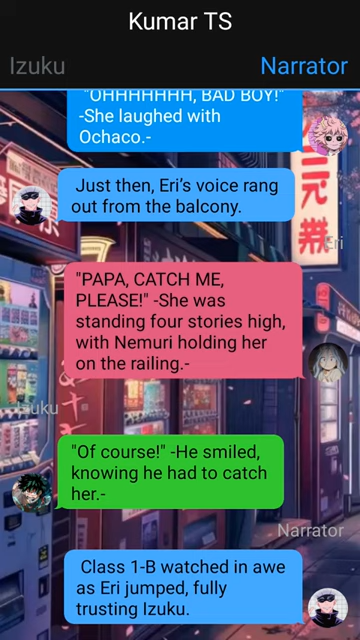 Kumar TS
Izuku
Narrator
"OHHHHHHH, BAD BOY!"
-She laughed with
Ochaco.-
Just then, Eri's voice rang
out from the balcony.
Eri
"PAPA, CATCH ME,
PLEASE!" -She was
standing four stories high,
with Nemuri holding her
on the railing.-
Izuku
"Of course!" -He smiled,
knowing he had to catch
her.-
Narrator
Class 1-B watched in awe
as Eri jumped, fully
trusting Izuku.